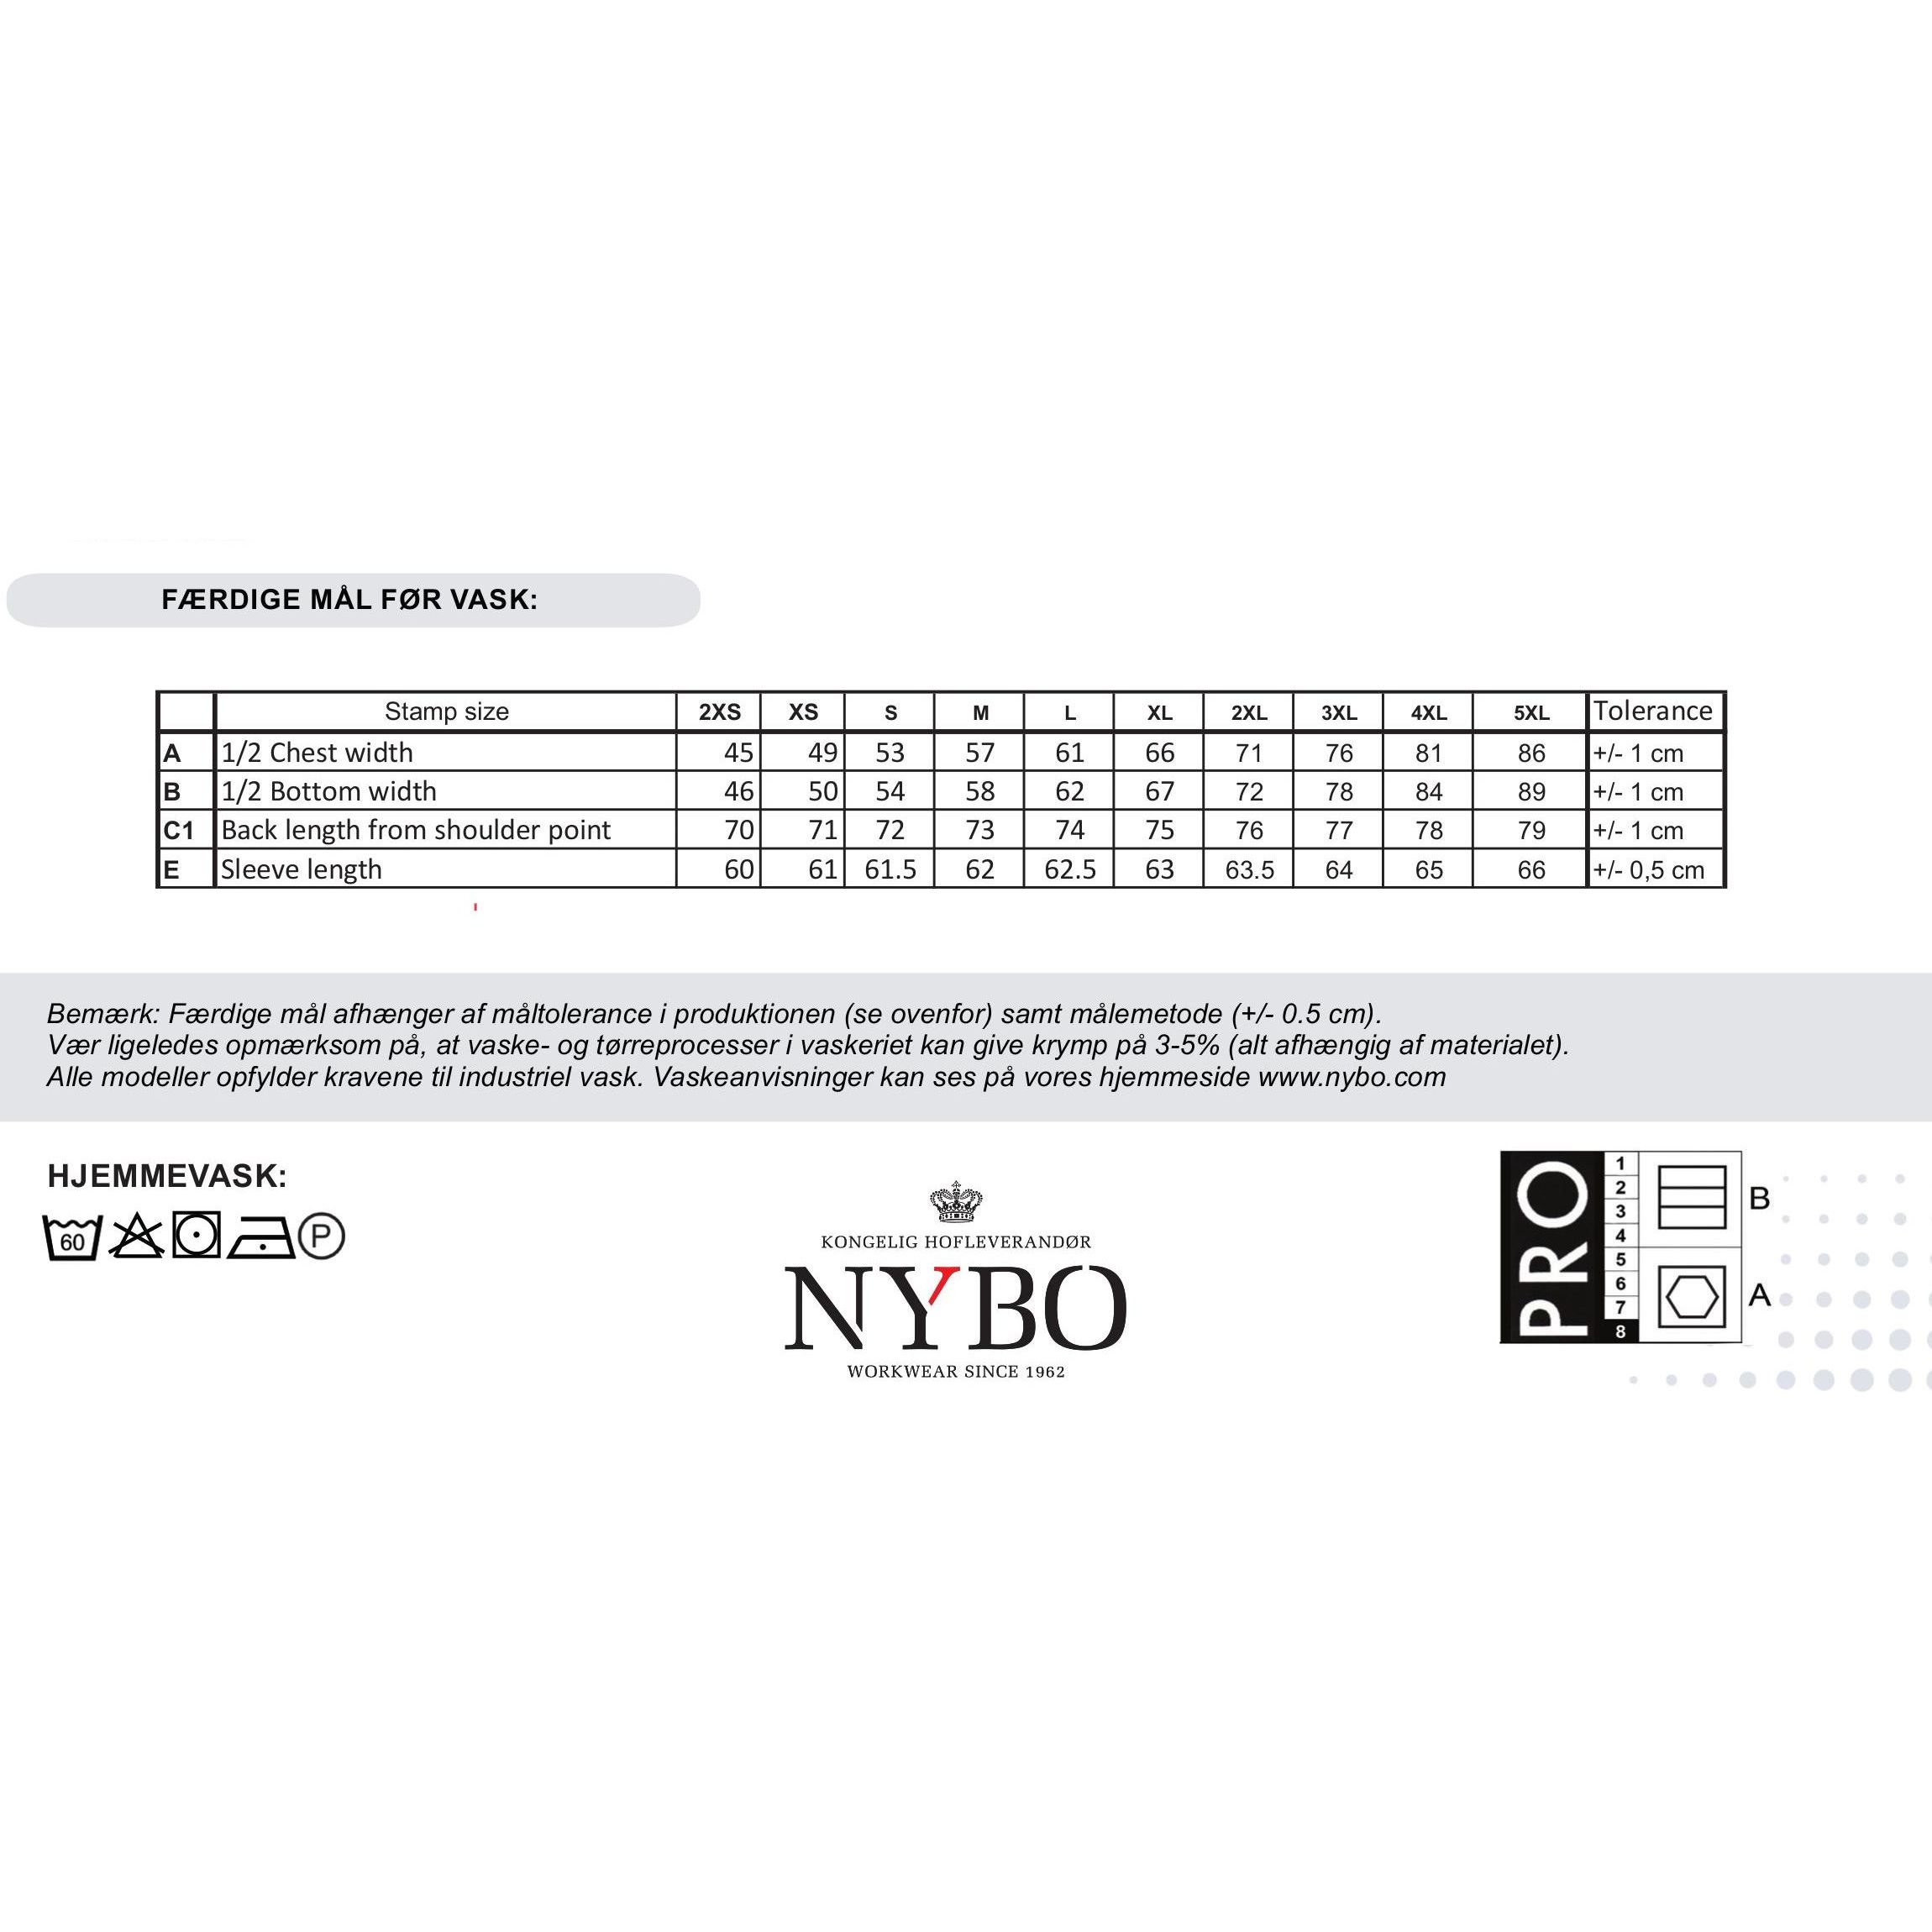 FÆRDIGE MÅL FØR VASK:
Stamp size 2XS XS S M L XL 2XL 3XL 4XL 5XL Tolerance
A 1/2 Chest width 45 49 53 57 61 66 71 76 81 86 +/- 1 cm
B 1/2 Bottom width 46 50 54 58 62 67 72 78 84 89 +/- 1 cm
C1 Back length from shoulder point 70 71 72 73 74 75 76 77 78 79 +/- 1 cm
E Sleeve length 60 61 61.5 62 62.5 63 63.5 64 65 66 +/- 0,5 cm
Bemærk: Færdige mål afhænger af måltolerance i produktionen (se ovenfor) samt målemetode (+/- 0.5 cm).
Vær ligeledes opmærksom på, at vaske- og tørreprocesser i vaskeriet kan give krymp på 3-5% (alt afhængig af materialet).
Alle modeller opfylder kravene til industriel vask. Vaskeanvisninger kan ses på vores hjemmeside www.nybo.com
HJEMMEVASK:
60 P
KONGELIG HOFLEVERANDØR
NYBO
WORKWEAR SINCE 1962
PRO
1
2
3
4
5
6
7
8
B
A